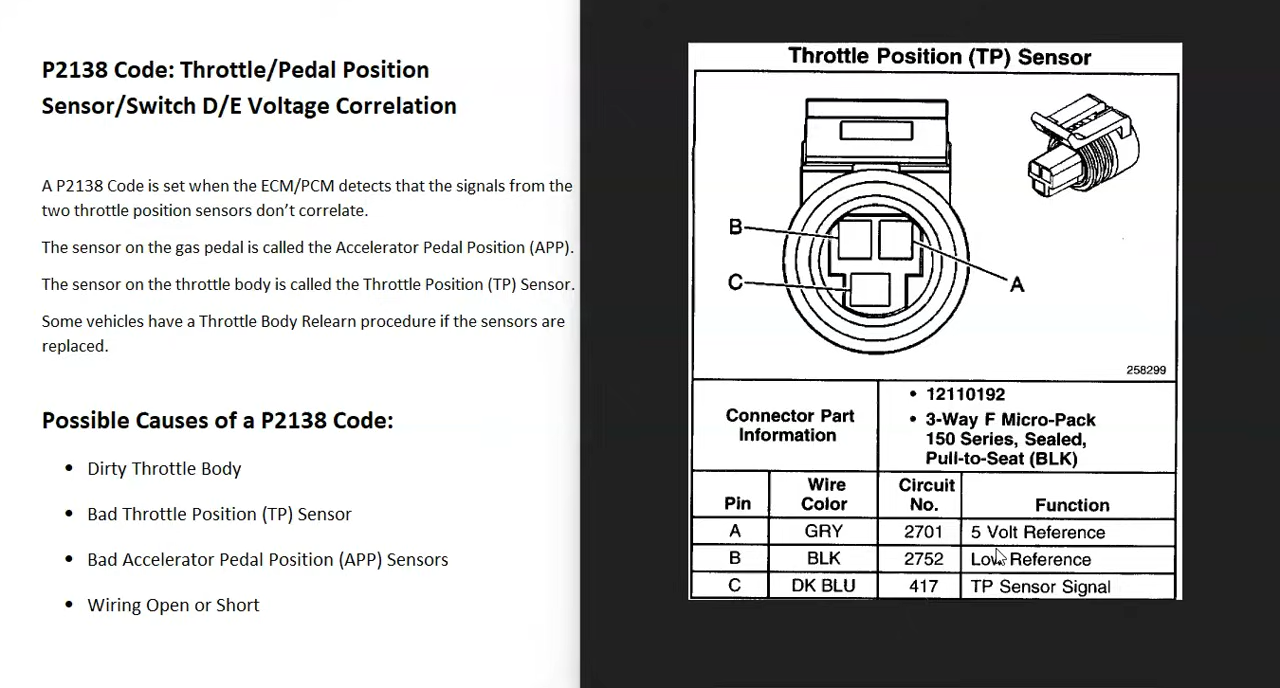 P2138 Code: Throttle/Pedal Position
Sensor/Switch D/E Voltage Correlation
A P2138 Code is set when the ECM/PCM detects that the signals from the
two throttle position sensors don’t correlate.
The sensor on the gas pedal is called the Accelerator Pedal Position (APP).
The sensor on the throttle body is called the Throttle Position (TP) Sensor.
Some vehicles have a Throttle Body Relearn procedure if the sensors are
replaced.
Possible Causes of a P2138 Code:
• Dirty Throttle Body
• Bad Throttle Position (TP) Sensor
• Bad Accelerator Pedal Position (APP) Sensors
• Wiring Open or Short
Throttle Position (TP) Sensor
B
C
A
258299
Connector Part
Information
• 12110192
• 3-Way F Micro-Pack
150 Series, Sealed,
Pull-to-Seat (BLK)
Pin Wire Color Circuit No. Function
A GRY 2701 5 Volt Reference
B BLK 2752 Low Reference
C DK BLU 417 TP Sensor Signal